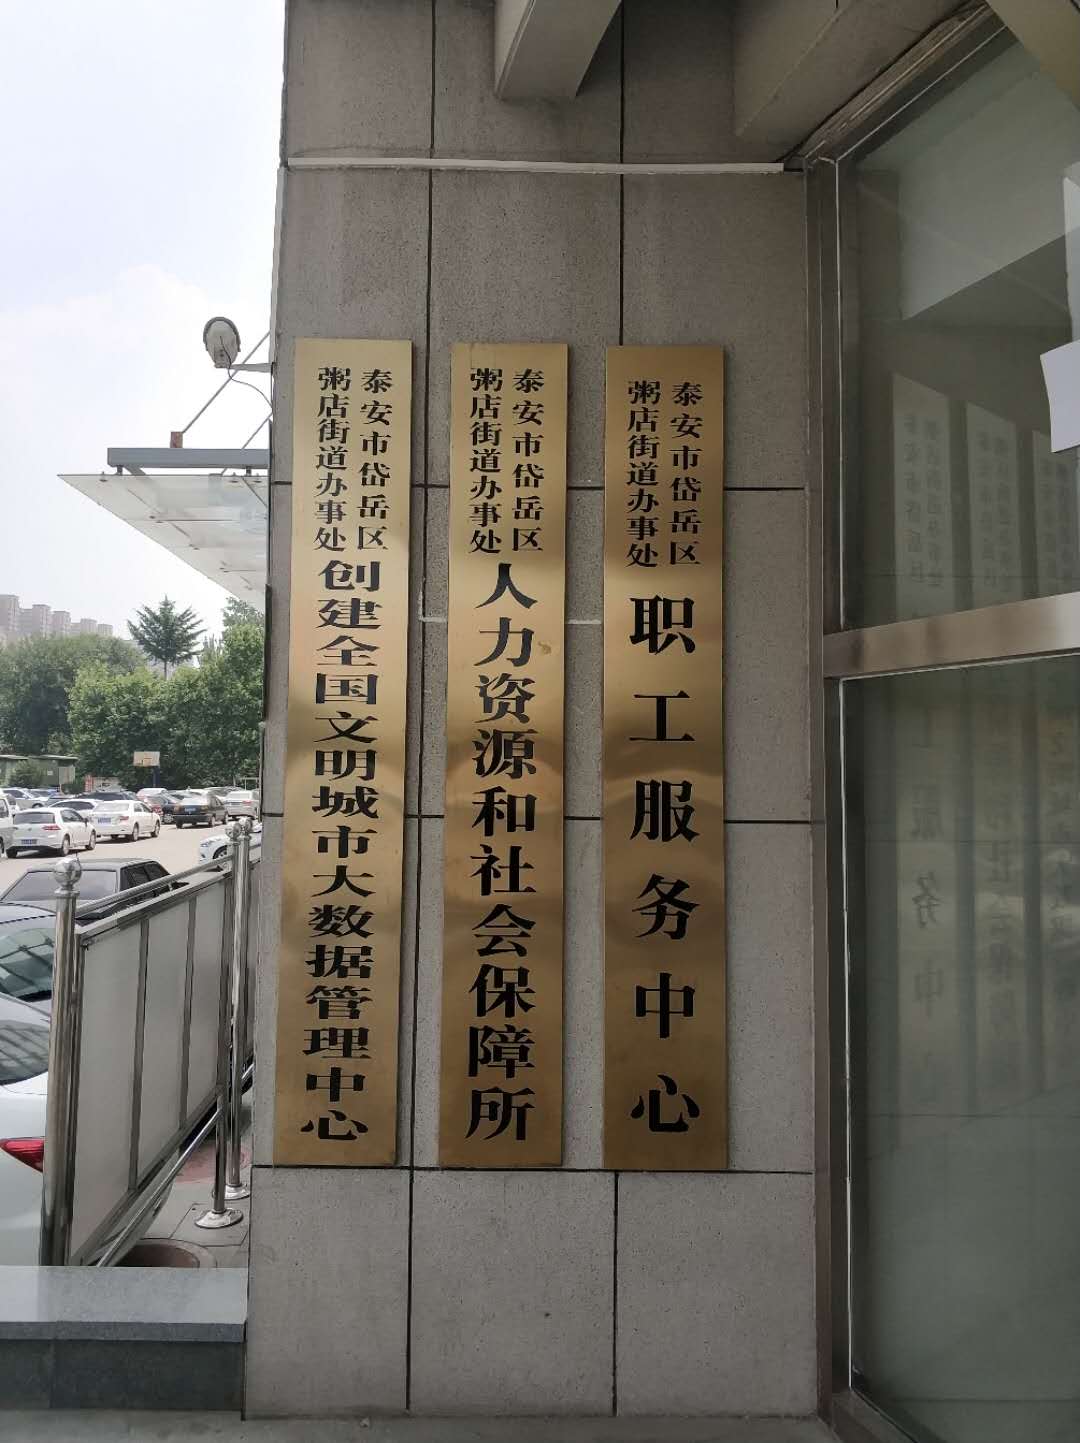 泰安市岱岳区
粥店街道办事处
职工服务中心
泰安市岱岳区
粥店街道办事处
人力资源和社会保障所
泰安市岱岳区
粥店街道办事处
创建全国文明城市大数据管理中心